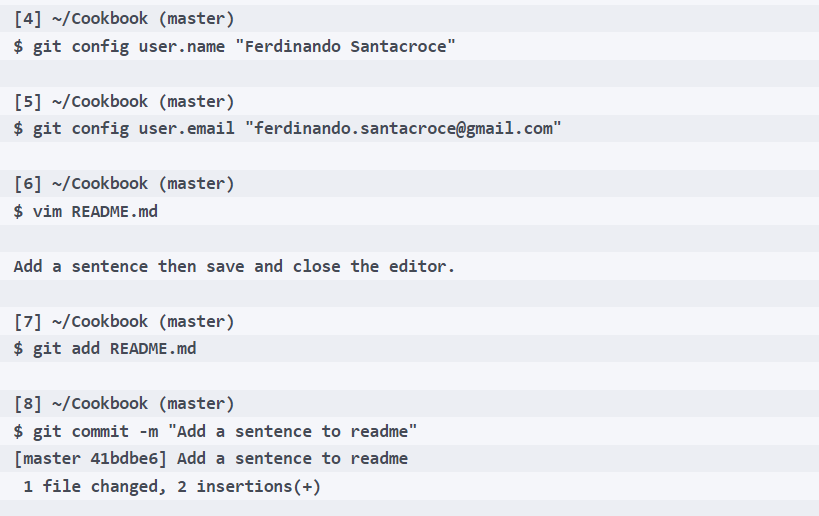 [4] ~/Cookbook (master)
$ git config user.name "Ferdinando Santacroce"
[5] ~/Cookbook (master)
$ git config user.email "ferdinando.santacroce@gmail.com"
[6] ~/Cookbook (master)
$ vim README.md
Add a sentence then save and close the editor.
[7] ~/Cookbook (master)
$ git add README.md
[8] ~/Cookbook (master)
$ git commit -m "Add a sentence to readme"
[master 41bdbe6] Add a sentence to readme
 1 file changed, 2 insertions(+)